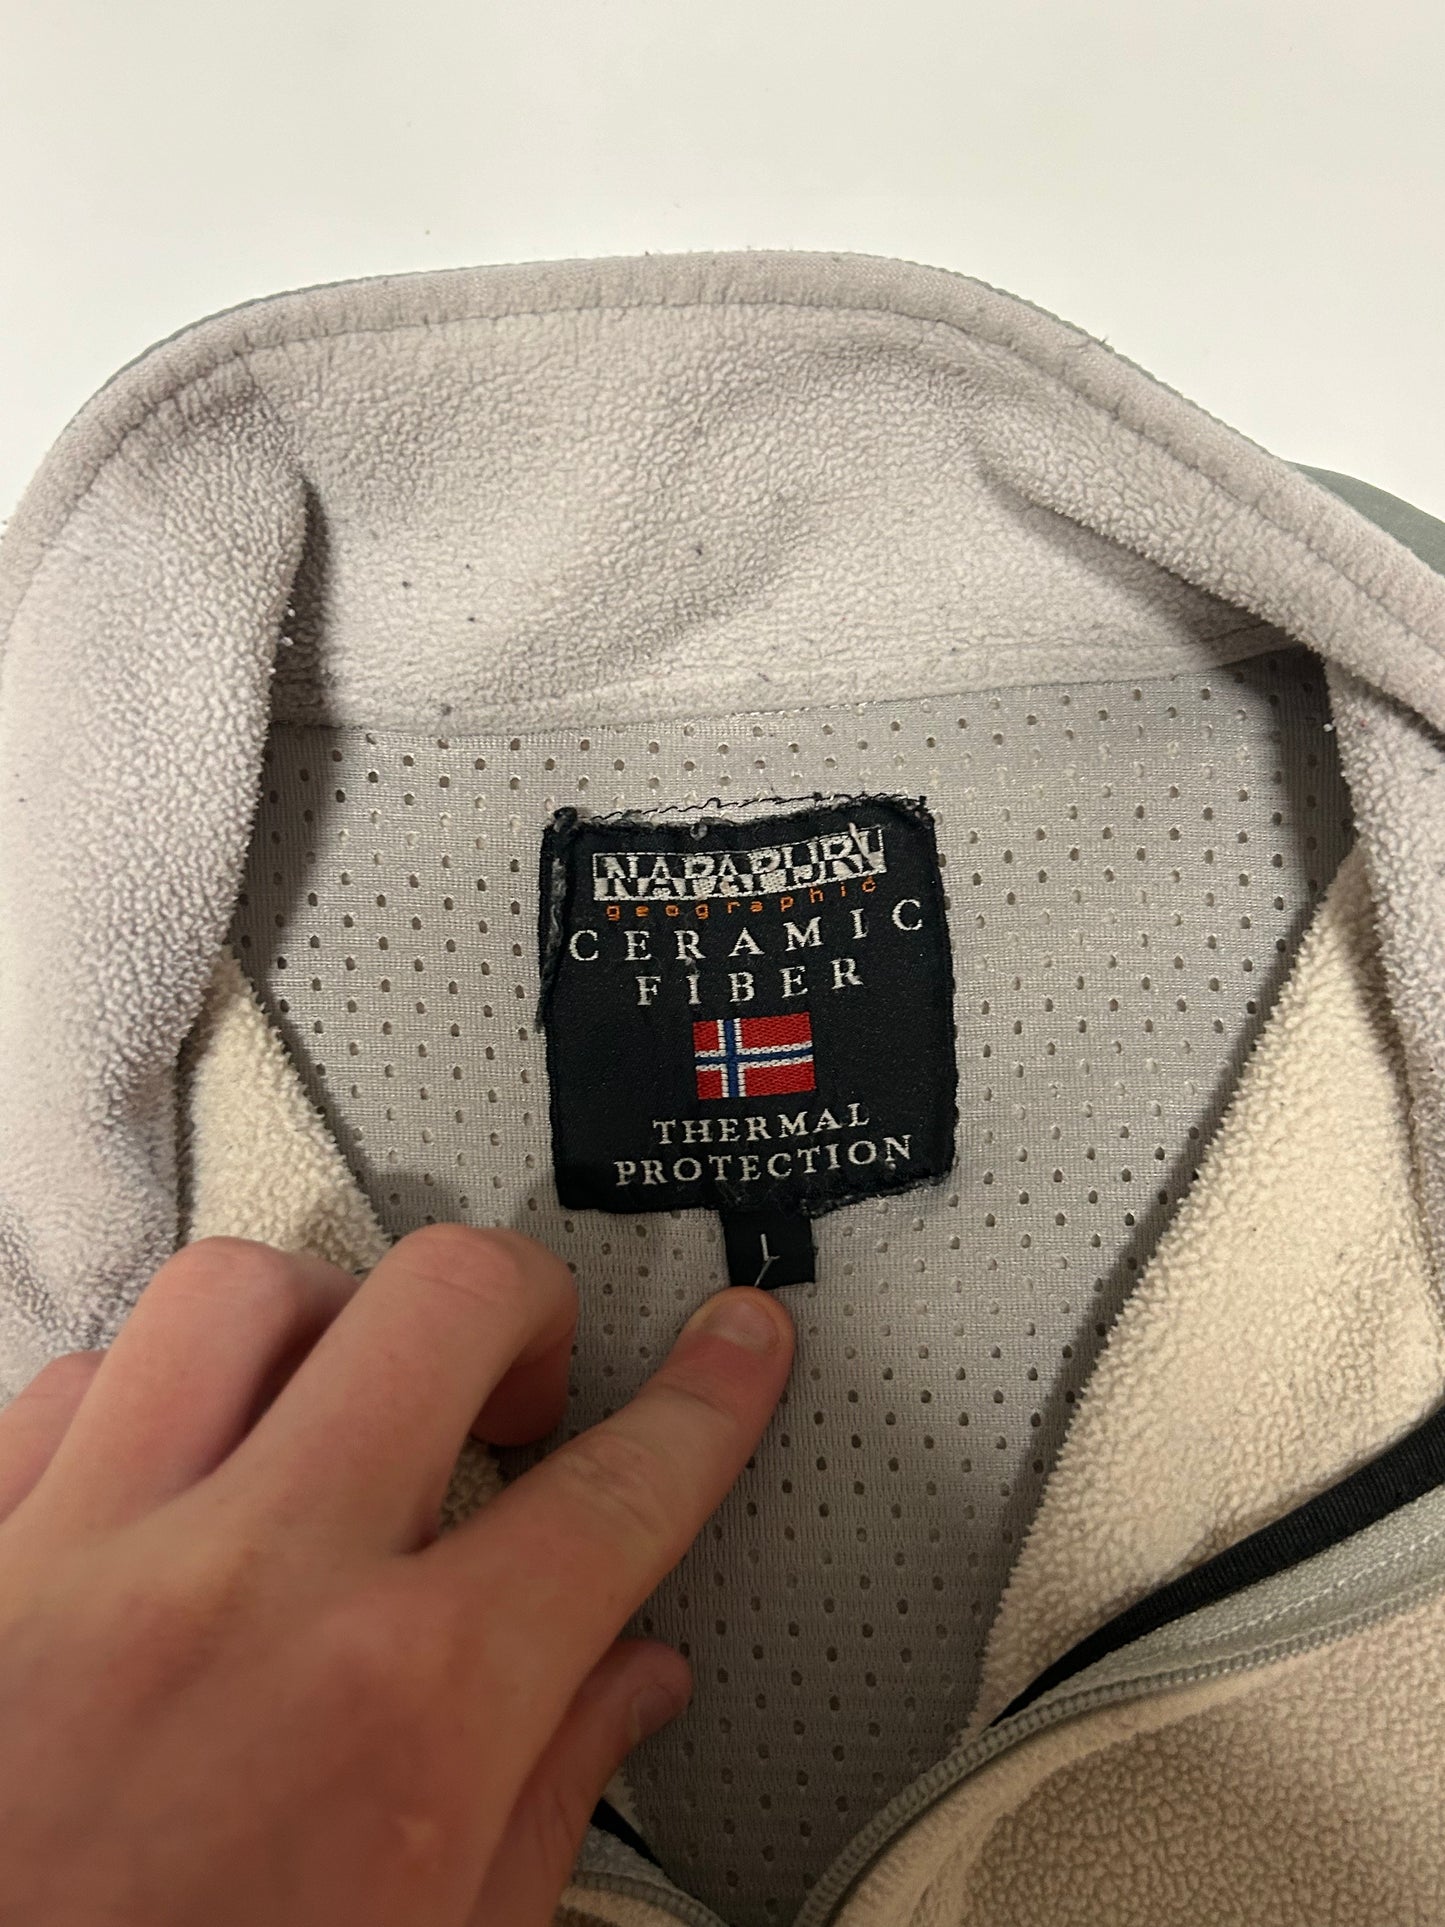 NAPAPIJRI
geographic
CERAMIC
FIBER
THERMAL
PROTECTION
L